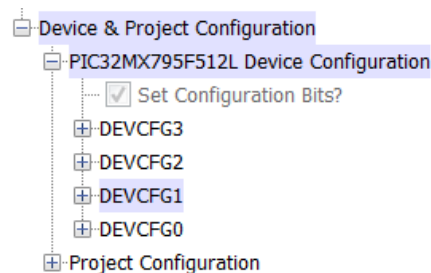 Device & Project Configuration
PIC32MX795F512L Device Configuration
Set Configuration Bits?
DEVCFG3
DEVCFG2
DEVCFG1
DEVCFG0
Project Configuration